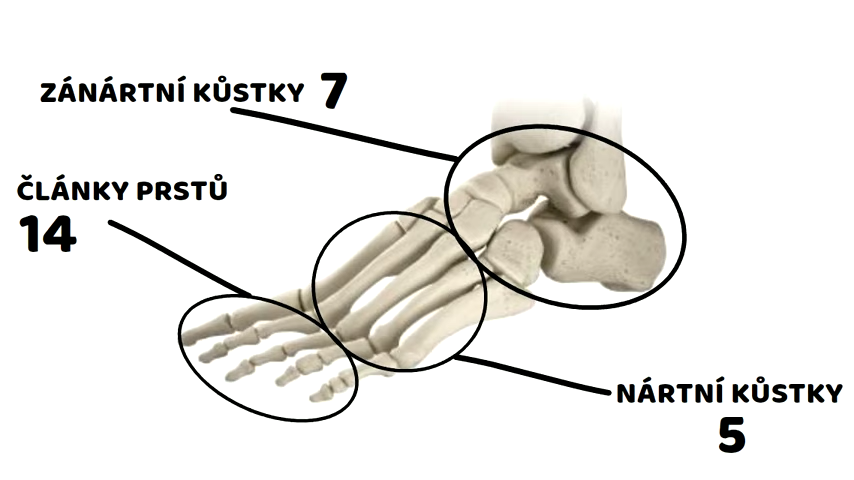 ZÁNÁRTNÍ KŮSTKY 7
ČLÁNKY PRSTŮ
14
NÁRTNÍ KŮSTKY
5